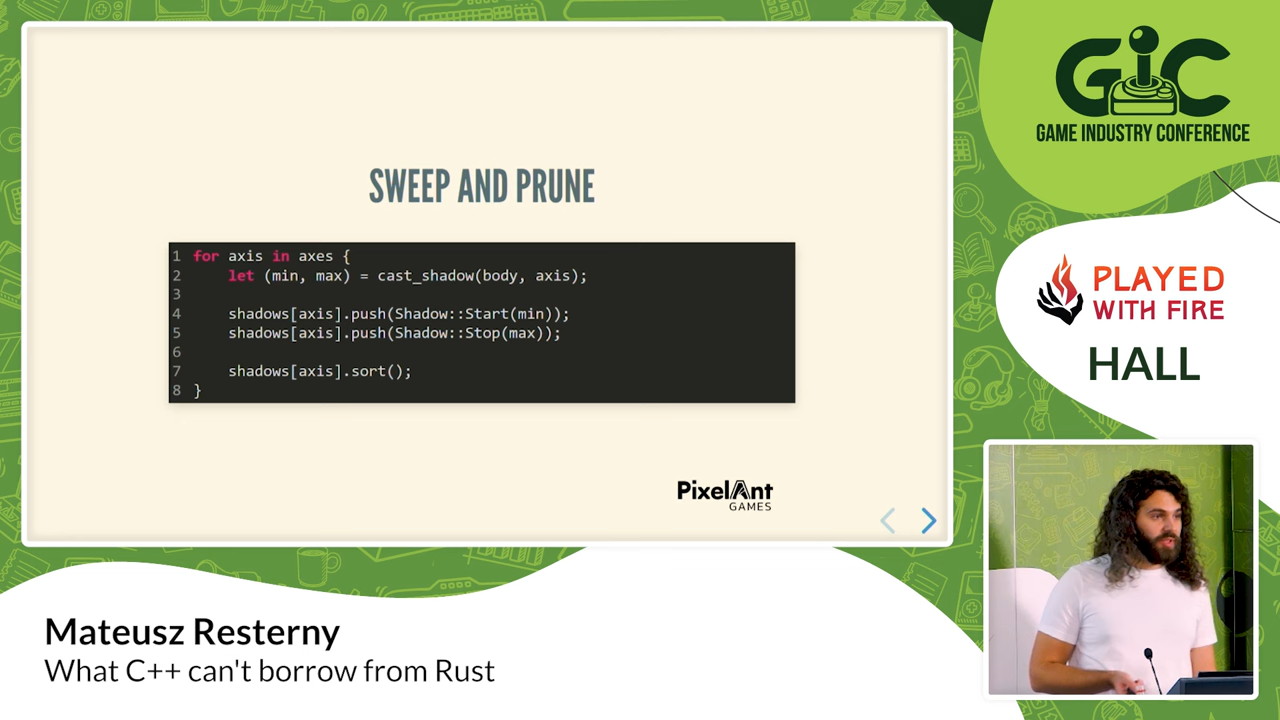 SWEEP AND PRUNE
1 for axis in axes {
2     let (min, max) = cast_shadow(body, axis);
3
4     shadows[axis].push(Shadow::Start(min));
5     shadows[axis].push(Shadow::Stop(max));
6
7     shadows[axis].sort();
8 }
PixelAnt
GAMES
GIC
GAME INDUSTRY CONFERENCE
PLAYED
WITH FIRE
HALL
Mateusz Resterny
What C++ can't borrow from Rust